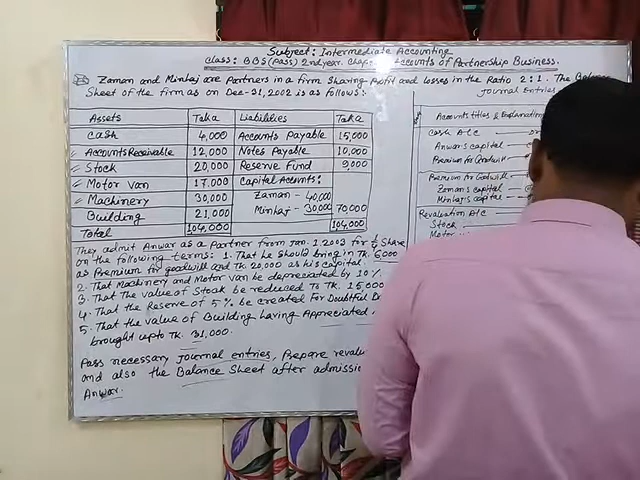 Subject: Intermediate Accounting
Class: BBS (Pass) 2nd year. Accounts of Partnership Business.
Zaman and Minhaj are Partners in a firm sharing Profit and losses in the Ratio 2:1. The
Sheet of the firm as on Dec-31, 2002 is as follows:
Assets Taka Liabilities Taka
Cash 4,000 Accounts Payable 15,000
Accounts Receivable 12,000 Notes Payable 10,000
Stock 20,000 Reserve Fund 9,000
Motor van 17,000 Capital Accounts:
Machinery 30,000 Zaman - 40,000
Building 21,000 Minhaj - 30,000 70,000
Total 104,000 104,000
They admit Anwar as a Partner from Jan. 1. 2003 for Share
on the following terms: 1. That he should bring in TK. 6000
as Premium for goodwill and TK. 20,000 as his capital.
2. That Machinery and Motor van be depreciated by 10%
3. That the value of Stoak be reduced to TK. 15,000
4. That the Reserve of 5% be created for Doubtful
5. That the value of Building having Appreciated,
brought upto TK. 31,000.
Pass necessary Journal entries, Prepare
and also the Balance Sheet after
Anwar.
Journal Entries
Accounts titles & Explanation
Cash A/C
Anwar's capital
Premium for Goodwill
Premium for Goodwill
Zaman's capital
Minhaj's capital
Revaluation A/C
Stock